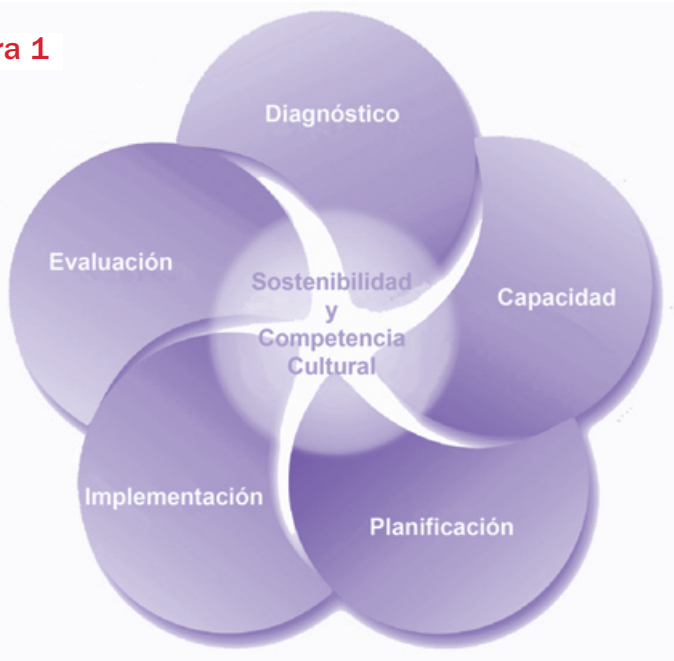 ra 1
Diagnóstico
Evaluación
Capacidad
Sostenibilidad
y
Competencia
Cultural
Implementación
Planificación